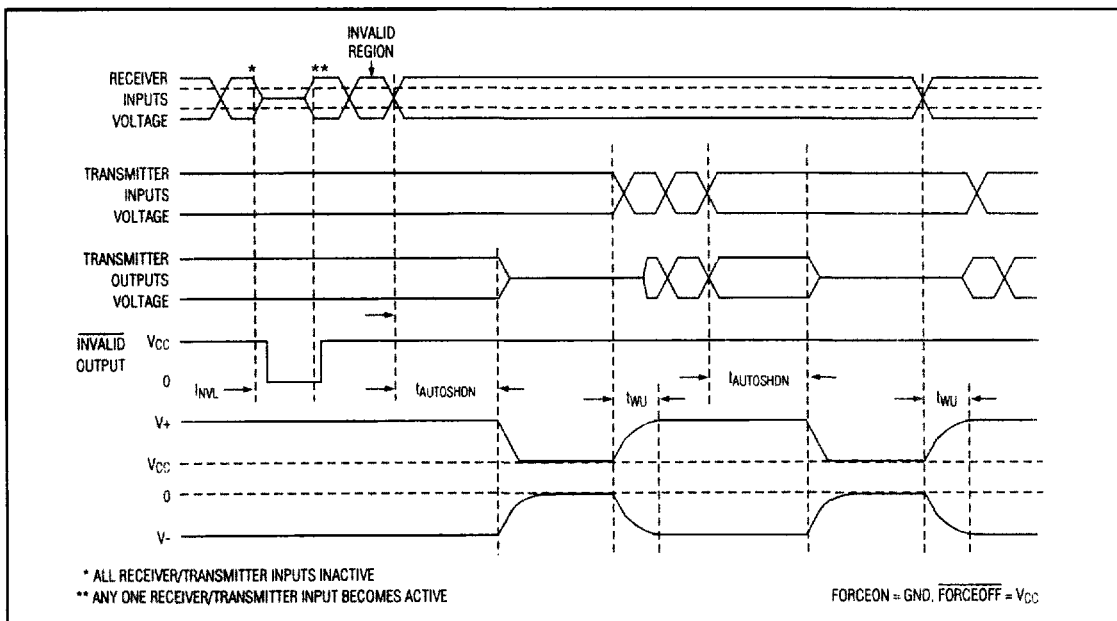 INVALID
REGION
*
**
RECEIVER
INPUTS
VOLTAGE
TRANSMITTER
INPUTS
VOLTAGE
TRANSMITTER
OUTPUTS
VOLTAGE
INVALID
OUTPUT
VCC
0
tINVL
tAUTOSHDN
tWU
tAUTOSHDN
tWU
V+
VCC
0
V-
* ALL RECEIVER/TRANSMITTER INPUTS INACTIVE
** ANY ONE RECEIVER/TRANSMITTER INPUT BECOMES ACTIVE
FORCEON = GND, FORCEOFF = VCC